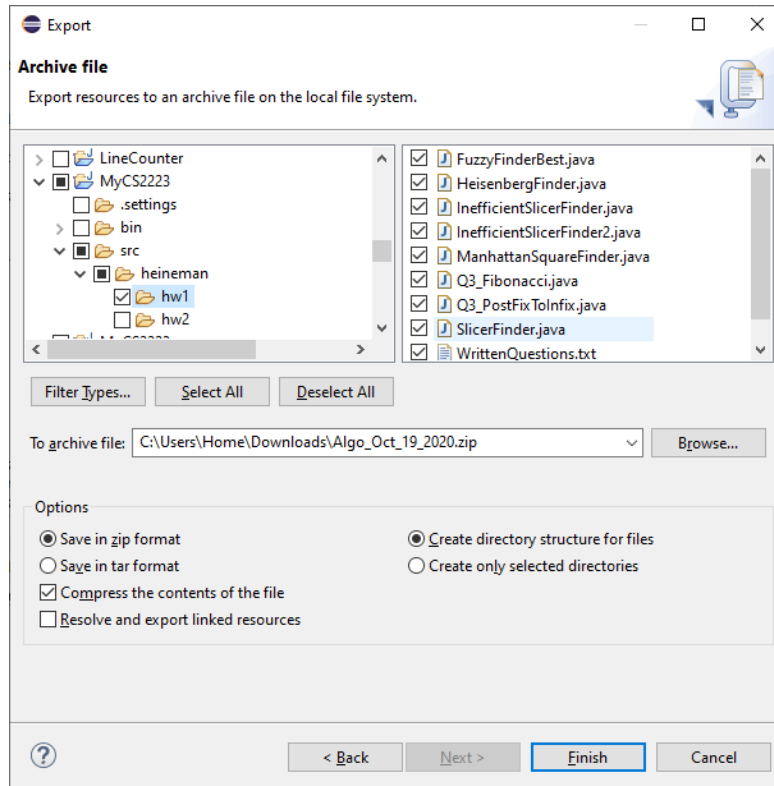 Export
Archive file
Export resources to an archive file on the local file system.
LineCounter
MyCS2223
.settings
bin
src
heineman
hw1
hw2
FuzzyFinderBest.java
HeisenbergFinder.java
InefficientSlicerFinder.java
InefficientSlicerFinder2.java
ManhattanSquareFinder.java
Q3_Fibonacci.java
Q3_PostFixToInfix.java
SlicerFinder.java
WrittenQuestions.txt
Filter Types... Select All Deselect All
To archive file: C:\Users\Home\Downloads\Algo_Oct_19_2020.zip Browse...
Options
Save in zip format
Save in tar format
Compress the contents of the file
Resolve and export linked resources
Create directory structure for files
Create only selected directories
? < Back Next > Finish Cancel